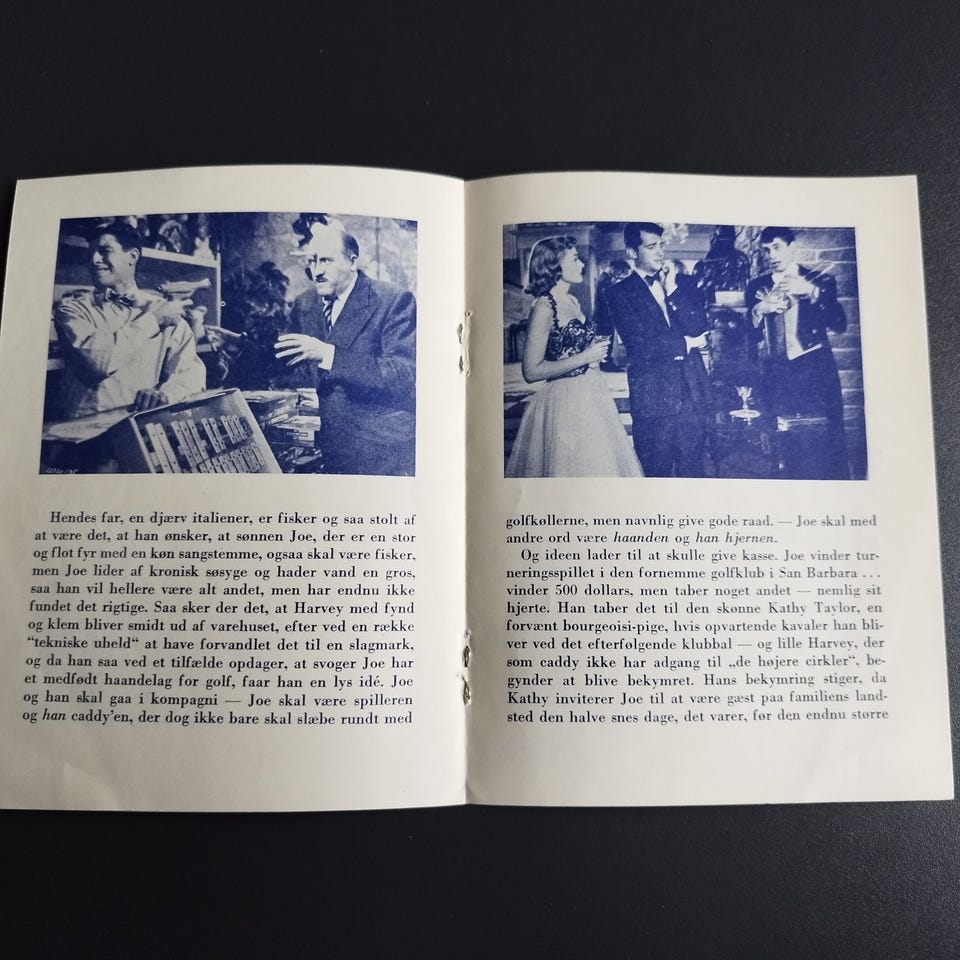 Hendes far, en djærv italiener, er fisker og saa stolt af
at være det, at han ønsker, at sønnen Joe, der er en stor
og flot fyr med en køn sangstemme, ogsaa skal være fisker,
men Joe lider af kronisk søsyge og hader vand en gros,
saa han vil hellere være alt andet, men har endnu ikke
fundet det rigtige. Saa sker der det, at Harvey med fynd
og klem bliver smidt ud af varehuset, efter ved en række
“tekniske uheld“ at have forvandlet det til en slagmark,
og da han saa ved et tilfælde opdager, at svoger Joe har
et medfødt haandelag for golf, faar han en lys idé. Joe
og han skal gaa i kompagni — Joe skal være spilleren
og han caddy’en, der dog ikke bare skal slæbe rundt med
golfkøllerne, men navnlig give gode raad. — Joe skal med
andre ord være haanden og han hjernen.
Og ideen lader til at skulle give kasse. Joe vinder tur-
neringsspillet i den fornemme golfklub i San Barbara ...
vinder 500 dollars, men taber noget andet — nemlig sit
hjerte. Han taber det til den skønne Kathy Taylor, en
forvænt bourgeoisi-pige, hvis opvartende kavaler han bli-
ver ved det efterfølgende klubbal — og lille Harvey, der
som caddy ikke har adgang til „de højere cirkler“, be-
gynder at blive bekymret. Hans bekymring stiger, da
Kathy inviterer Joe til at være gæst paa familiens land-
sted den halve snes dage, det varer, før den endnu større